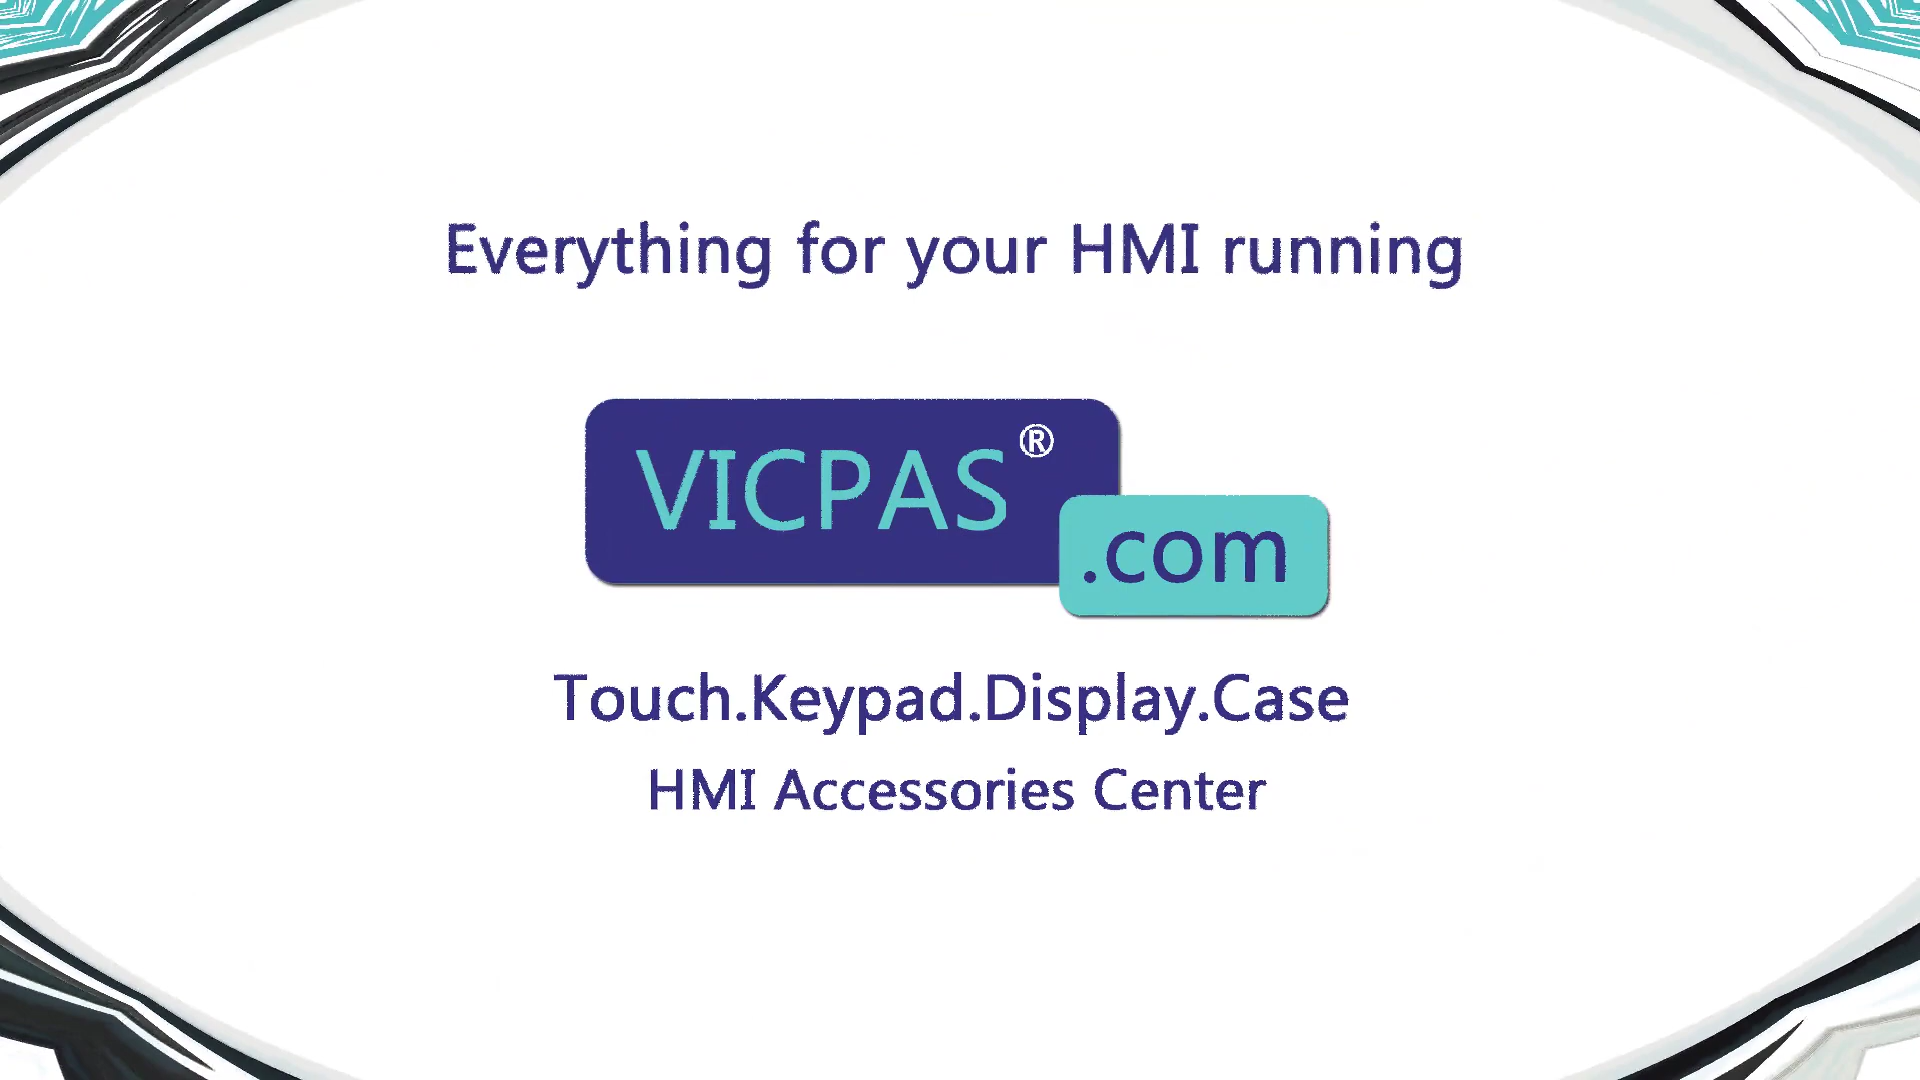 Everything for your HMI running
VICPAS®
.com
Touch.Keypad.Display.Case
HMI Accessories Center